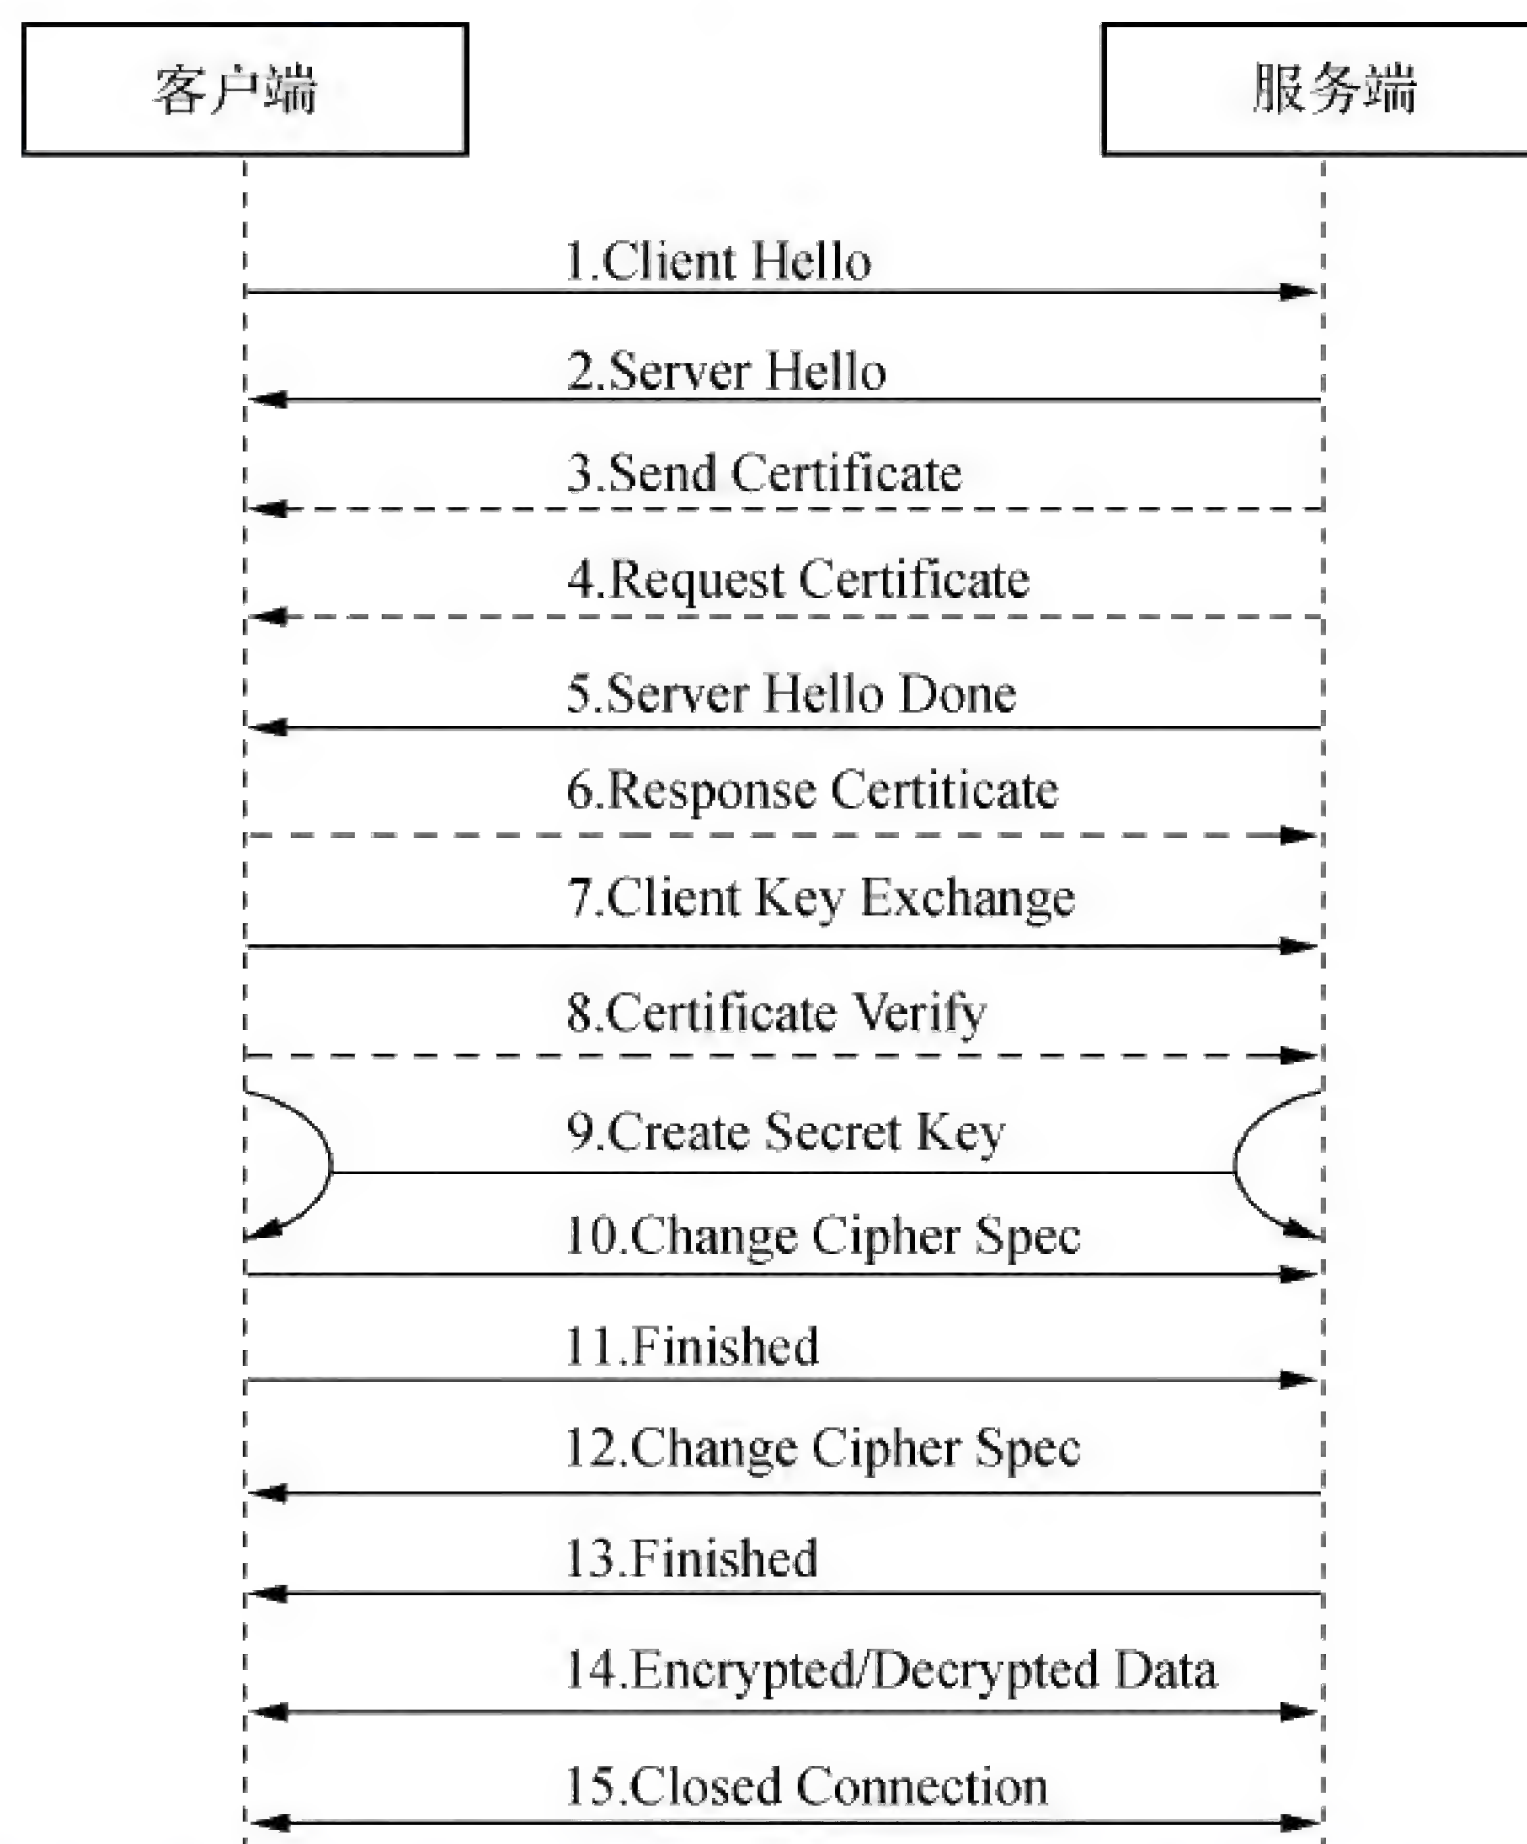 客户端
服务端
1.Client Hello
2.Server Hello
3.Send Certificate
4.Request Certificate
5.Server Hello Done
6.Response Certiticate
7.Client Key Exchange
8.Certificate Verify
9.Create Secret Key
10.Change Cipher Spec
11.Finished
12.Change Cipher Spec
13.Finished
14.Encrypted/Decrypted Data
15.Closed Connection